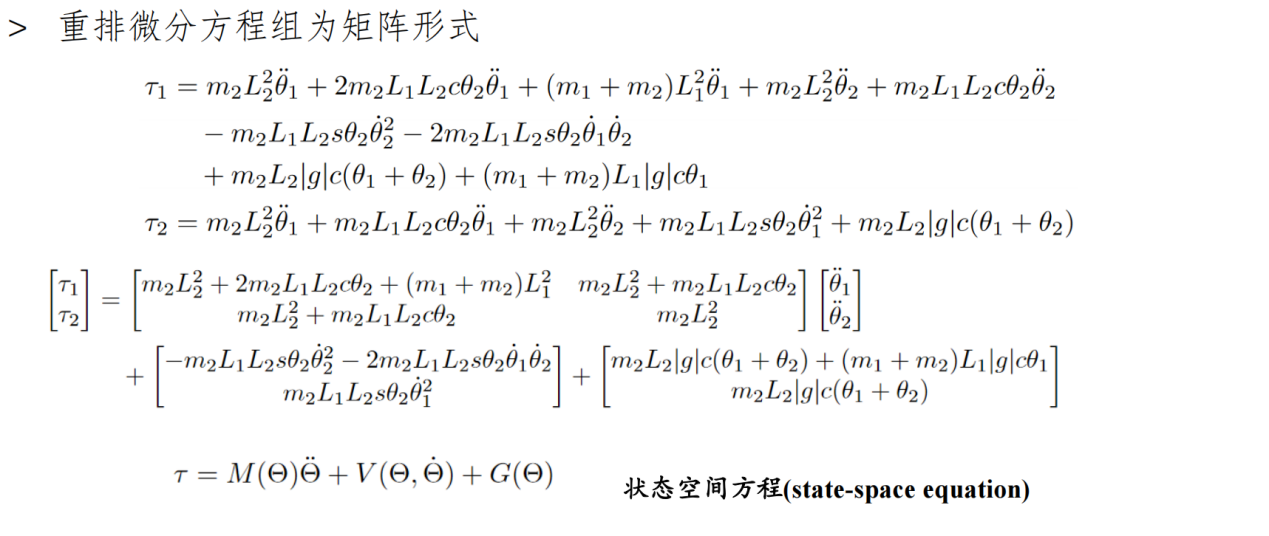 > 重排微分方程组为矩阵形式
τ₁ = m₂L₂²θ̈₁ + 2m₂L₁L₂cθ₂θ̈₁ + (m₁ + m₂)L₁²θ̈₁ + m₂L₂²θ̈₂ + m₂L₁L₂cθ₂θ̈₂
− m₂L₁L₂sθ₂θ̇₂² − 2m₂L₁L₂sθ₂θ̇₁θ̇₂
+ m₂L₂|g|c(θ₁ + θ₂) + (m₁ + m₂)L₁|g|cθ₁
τ₂ = m₂L₂²θ̈₁ + m₂L₁L₂cθ₂θ̈₁ + m₂L₂²θ̈₂ + m₂L₁L₂sθ₂θ̇₁² + m₂L₂|g|c(θ₁ + θ₂)
[τ₁; τ₂] = [m₂L₂² + 2m₂L₁L₂cθ₂ + (m₁ + m₂)L₁² m₂L₂² + m₂L₁L₂cθ₂; m₂L₂² + m₂L₁L₂cθ₂ m₂L₂²] [θ̈₁; θ̈₂]
+ [−m₂L₁L₂sθ₂θ̇₂² − 2m₂L₁L₂sθ₂θ̇₁θ̇₂; m₂L₁L₂sθ₂θ̇₁²] + [m₂L₂|g|c(θ₁ + θ₂) + (m₁ + m₂)L₁|g|cθ₁; m₂L₂|g|c(θ₁ + θ₂)]
τ = M(Θ)Θ̈ + V(Θ, Θ̇) + G(Θ)
状态空间方程(state-space equation)